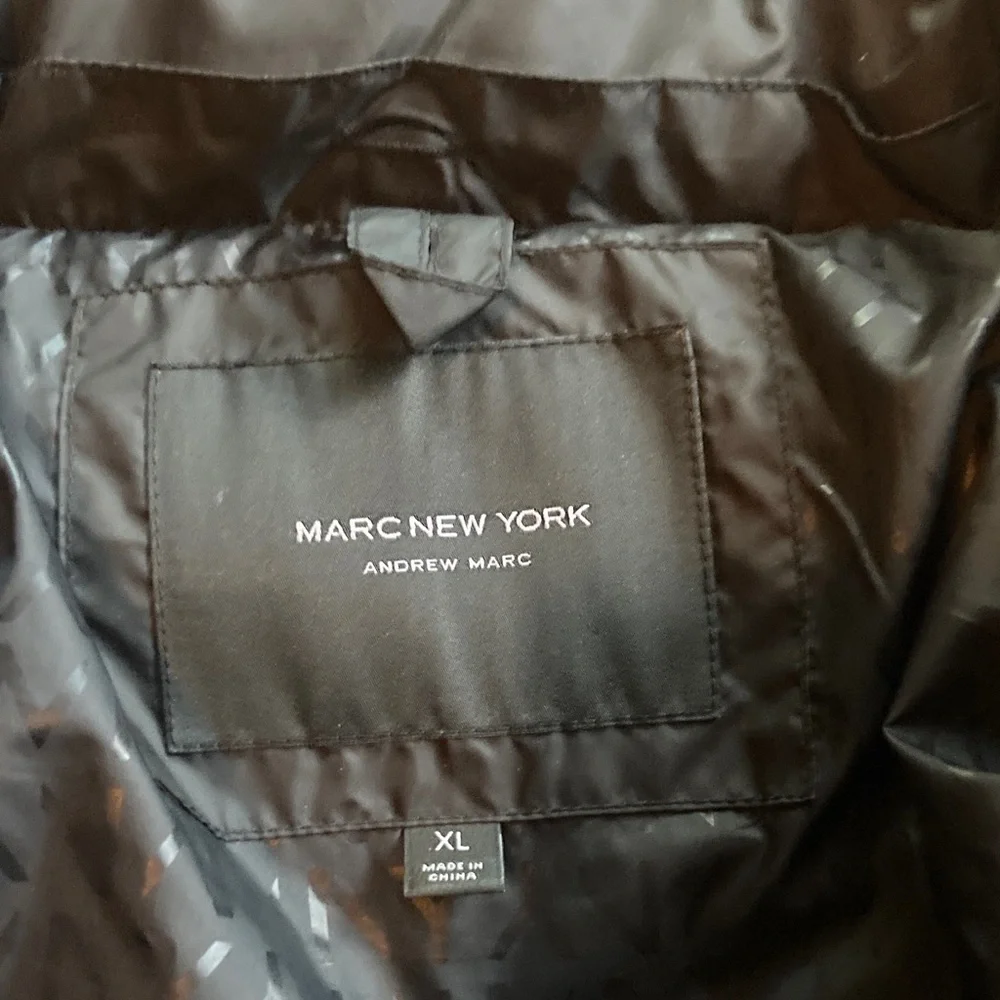 MARC NEW YORK
ANDREW MARC
XL
MADE IN
CHINA